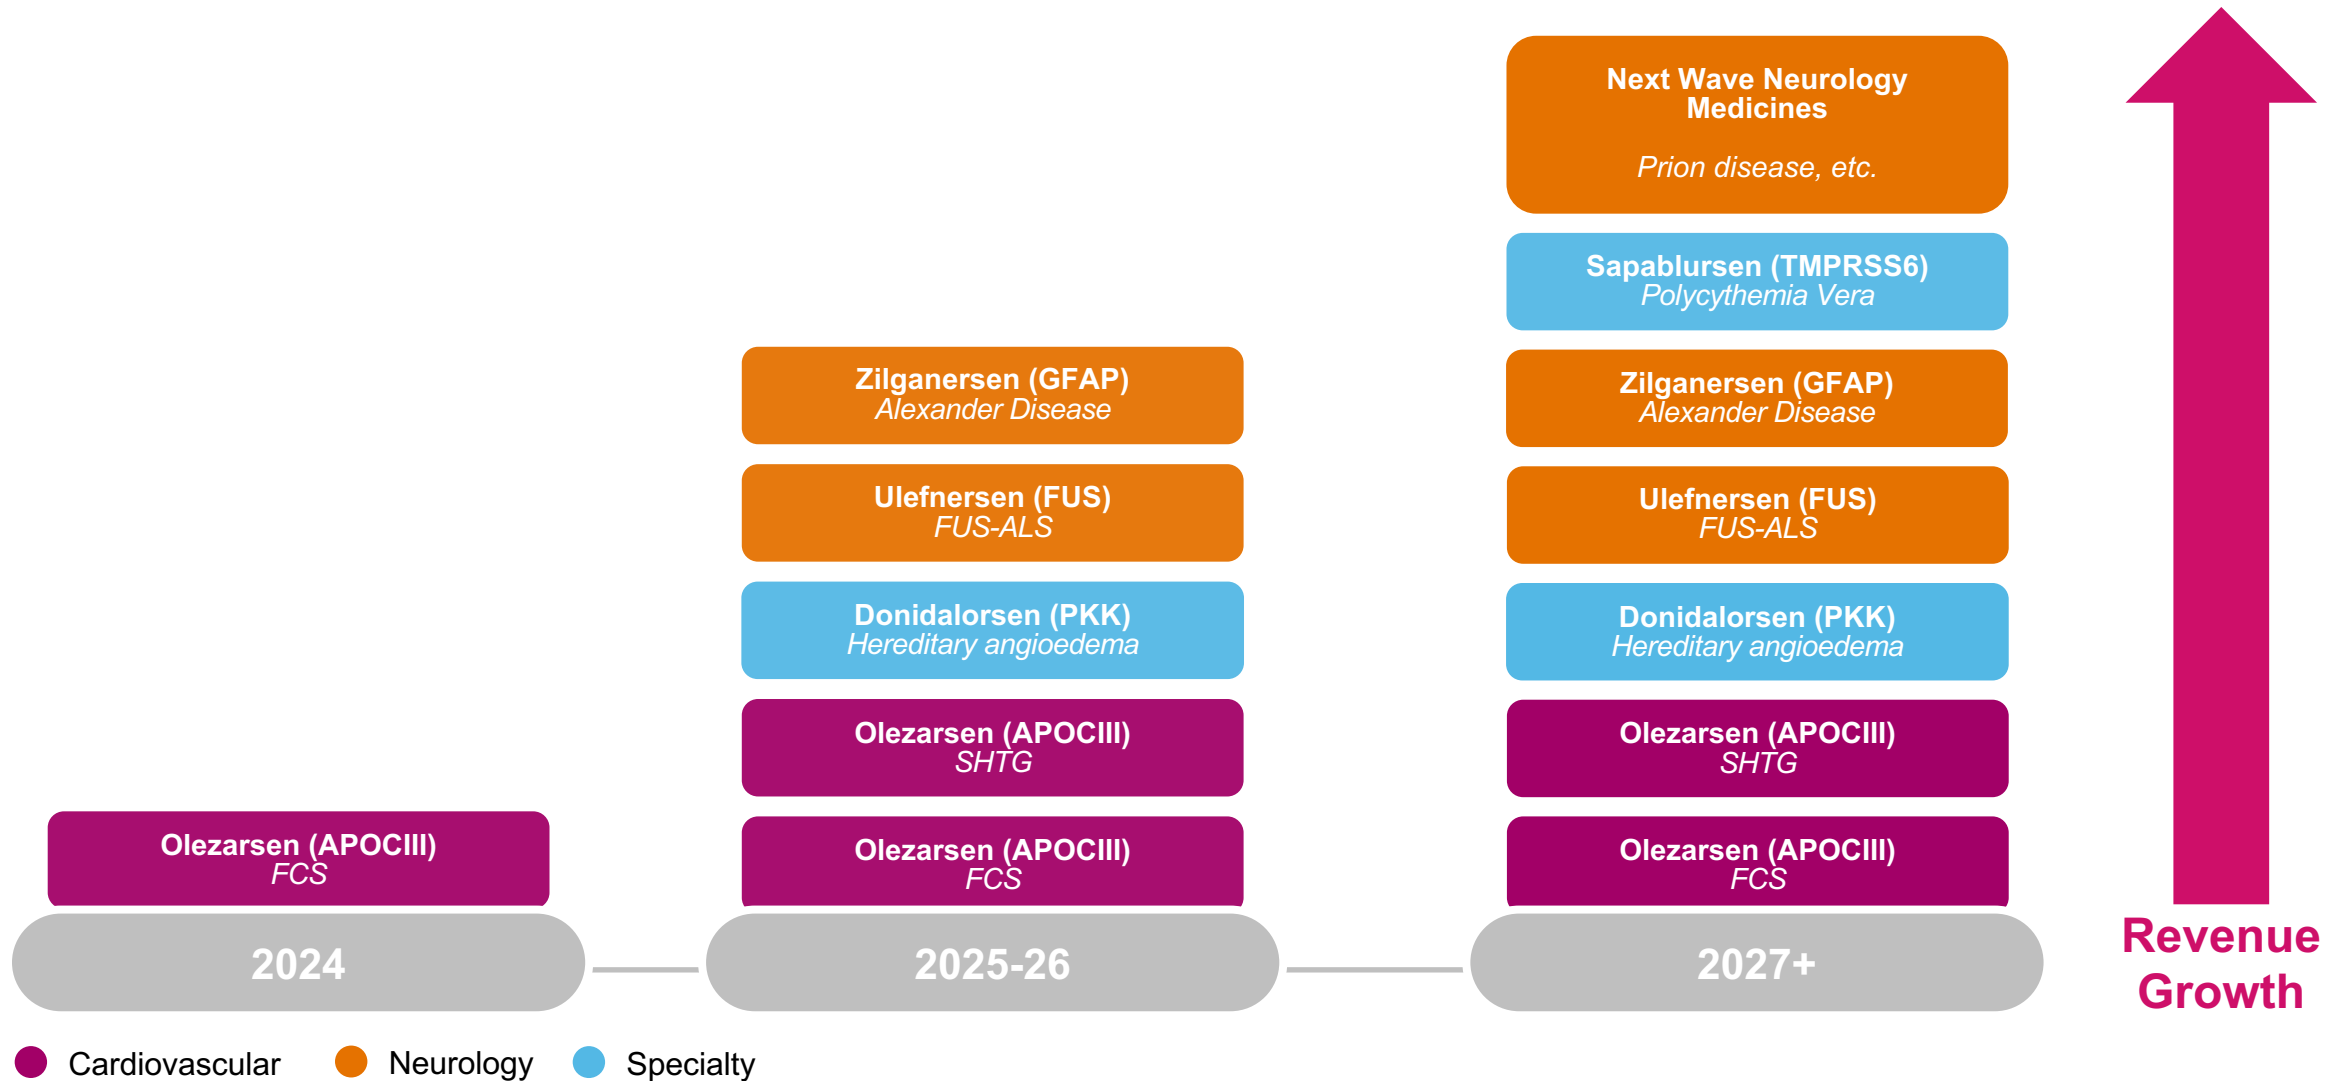 Olezarsen (APOCIII)
FCS
2024
Zilganersen (GFAP)
Alexander Disease
Ulefnersen (FUS)
FUS-ALS
Donidalorsen (PKK)
Hereditary angioedema
Olezarsen (APOCIII)
SHTG
Olezarsen (APOCIII)
FCS
2025-26
Next Wave Neurology
Medicines
Prion disease, etc.
Sapablursen (TMPRSS6)
Polycythemia Vera
Zilganersen (GFAP)
Alexander Disease
Ulefnersen (FUS)
FUS-ALS
Donidalorsen (PKK)
Hereditary angioedema
Olezarsen (APOCIII)
SHTG
Olezarsen (APOCIII)
FCS
2027+
Revenue
Growth
Cardiovascular
Neurology
Specialty